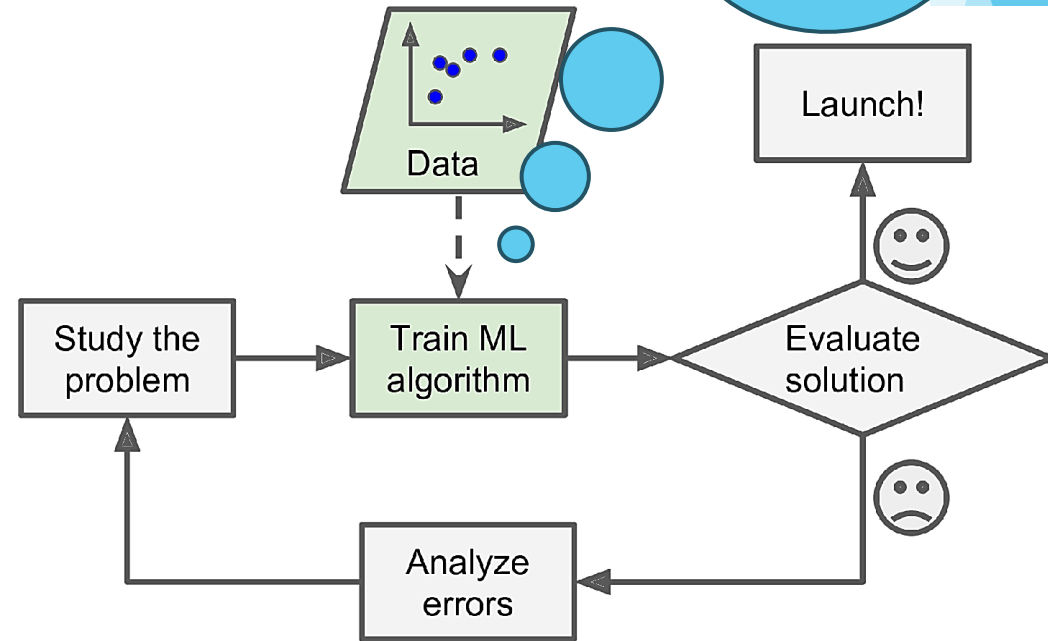 Data
Launch!
Study the
problem
Train ML
algorithm
Evaluate
solution
Analyze
errors